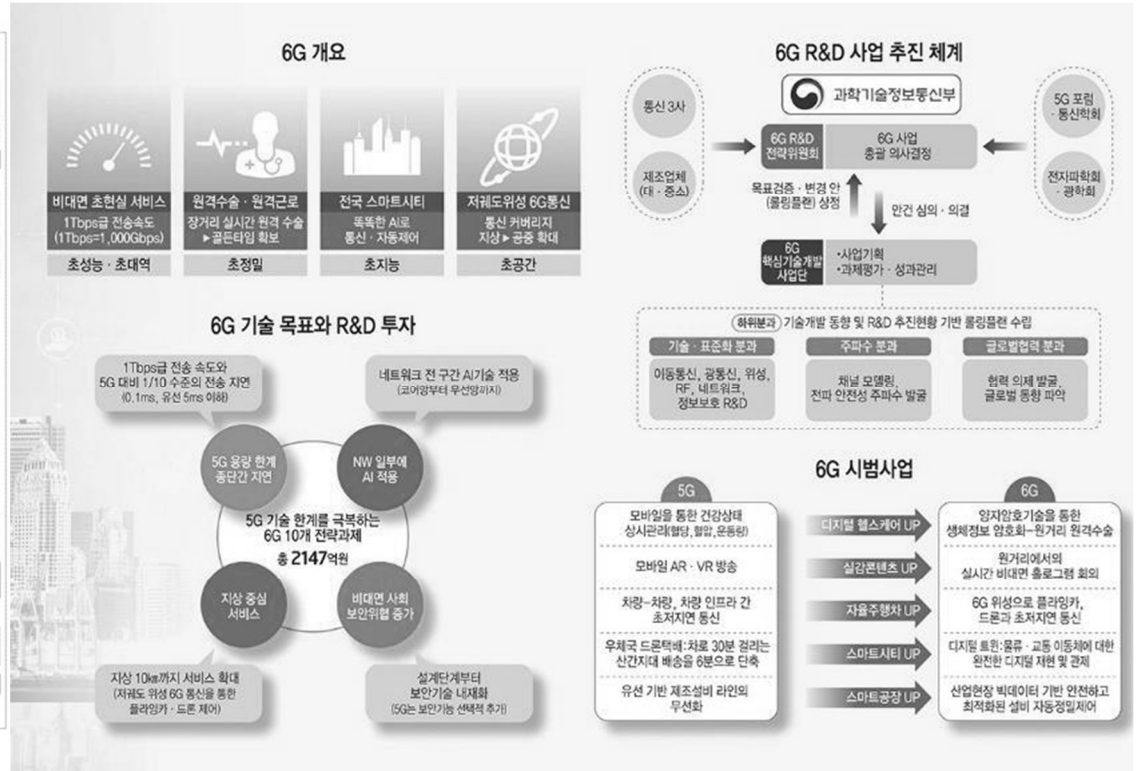 6G 개요
비대면 초현실 서비스
1Tbps급 전송속도
(1Tbps=1,000Gbps)
초성능 · 초대역
원격수술 · 원격근로
장거리 실시간 원격 수술
▶골든타임 확보
초정밀
전국 스마트시티
똑똑한 AI로
통신 · 자동제어
초지능
저궤도위성 6G통신
통신 커버리지
지상▶공중 확대
초공간
6G 기술 목표와 R&D 투자
1Tbps급 전송 속도와
5G 대비 1/10 수준의 전송 지연
(0.1ms, 유선 5ms 이하)
네트워크 전 구간 AI기술 적용
(코어망부터 무선망까지)
5G 용량 한계
종단간 지연
NW 일부에
AI 적용
5G 기술 한계를 극복하는
6G 10개 전략과제
총 2147억원
지상 중심
서비스
비대면 사회
보안위협 증가
지상 10㎞까지 서비스 확대
(저궤도 위성 6G 통신을 통한
플라잉카 · 드론 제어)
설계단계부터
보안기술 내재화
(5G는 보안기능 선택적 추가)
6G R&D 사업 추진 체계
과학기술정보통신부
통신 3사
제조업체
(대 · 중소)
6G R&D
전략위원회
6G 사업
총괄 의사결정
5G 포럼
· 통신학회
전자파학회
· 광학회
목표검증 · 변경 안
(롤링플랜) 상정
안건 심의 · 의결
6G
핵심기술개발
사업단
•사업기획
•과제평가 · 성과관리
하위분과 기술개발 동향 및 R&D 추진현황 기반 롤링플랜 수립
기술 · 표준화 분과
이동통신, 광통신, 위성,
RF, 네트워크,
정보보호 R&D
주파수 분과
채널 모델링,
전파 안전성 주파수 발굴
글로벌협력 분과
협력 의제 발굴,
글로벌 동향 파악
6G 시범사업
5G
6G
모바일을 통한 건강상태
상시관리(혈당, 혈압, 운동량)
디지털 헬스케어 UP
양자암호기술을 통한
생체정보 암호화-원거리 원격수술
모바일 AR · VR 방송
실감콘텐츠 UP
원거리에서의
실시간 비대면 홀로그램 회의
차량-차량, 차량 인프라 간
초저지연 통신
자율주행차 UP
6G 위성으로 플라잉카,
드론과 초저지연 통신
우체국 드론택배:차로 30분 걸리는
산간지대 배송을 6분으로 단축
스마트시티 UP
디지털 트윈:물류 · 교통 이동체에 대한
완전한 디지털 재현 및 관제
유선 기반 제조설비 라인의
무선화
스마트공장 UP
산업현장 빅데이터 기반 안전하고
최적화된 설비 자동정밀제어